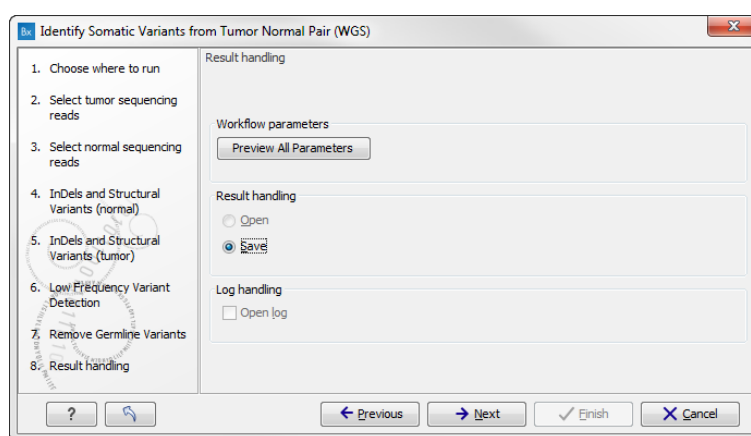 Bx Identify Somatic Variants from Tumor Normal Pair (WGS)
1. Choose where to run
2. Select tumor sequencing
reads
3. Select normal sequencing
reads
4. InDels and Structural
Variants (normal)
5. InDels and Structural
Variants (tumor)
6. Low Frequency Variant
Detection
7. Remove Germline Variants
8. Result handling
Result handling
Workflow parameters
Preview All Parameters
Result handling
Open
Save
Log handling
Open log
?
Previous
Next
Finish
Cancel